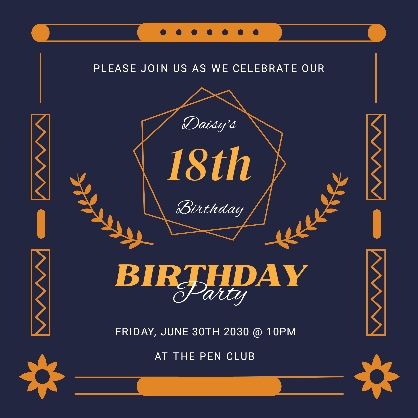 PLEASE JOIN US AS WE CELEBRATE OUR
Daisy's
18th
Birthday
BIRTHDAY
Party
FRIDAY, JUNE 30TH 2030 @ 10PM
AT THE PEN CLUB